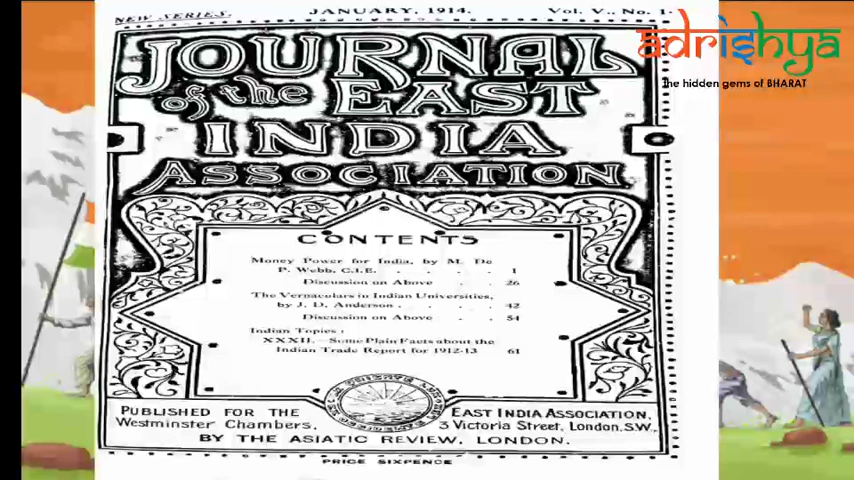 NEW SERIES.
JANUARY, 1914.
Vol. V., No. 1.
adrishya
the hidden gems of BHARAT
JOURNAL
of the EAST
INDIA
ASSOCIATION
CONTENTS
Money Power for India, by M. De
P. Webb, C.I.E. . . . . 1
Discussion on Above . . 26
The Vernaculars in Indian Universities,
by J. D. Anderson . . . 42
Discussion on Above . . 54
Indian Topics :
XXXII.—Some Plain Facts about the
Indian Trade Report for 1912-13 61
PUBLISHED FOR THE EAST INDIA ASSOCIATION,
Westminster Chambers, 3 Victoria Street, London, S.W.,
BY THE ASIATIC REVIEW, LONDON.
PRICE SIXPENCE